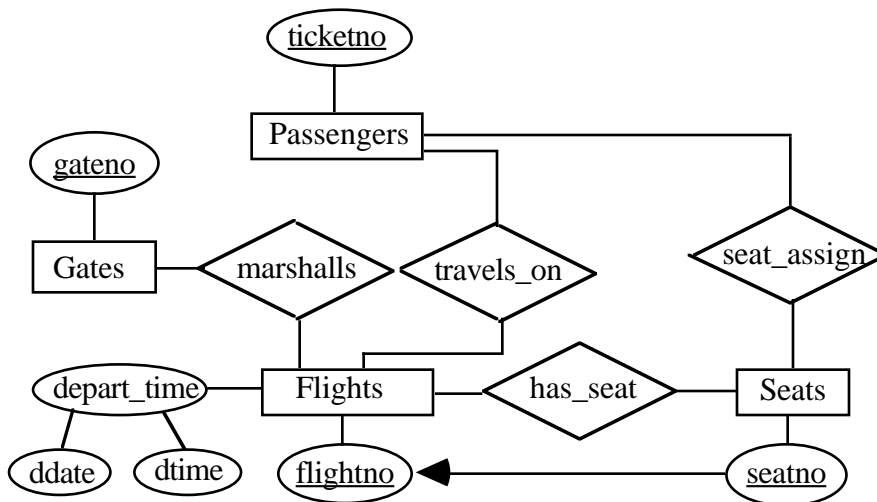 ticketno
Passengers
gateno
Gates
marshalls
travels_on
seat_assign
depart_time
Flights
has_seat
Seats
ddate
dtime
flightno
seatno